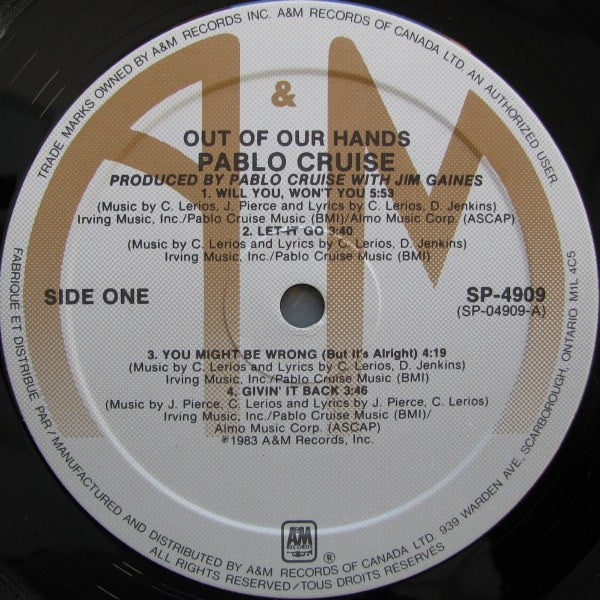 TRADE MARKS OWNED BY A&M RECORDS INC. A&M RECORDS OF CANADA LTD AN AUTHORIZED USER
&
OUT OF OUR HANDS
PABLO CRUISE
PRODUCED BY PABLO CRUISE WITH JIM GAINES
1. WILL YOU, WON'T YOU 5:53
(Music by C. Lerios, J. Pierce and Lyrics by C. Lerios, D. Jenkins)
Irving Music, Inc./Pablo Cruise Music (BMI)/Almo Music Corp. (ASCAP)
2. LET IT GO 3:40
(Music by C. Lerios and Lyrics by C. Lerios, D. Jenkins)
Irving Music, Inc./Pablo Cruise Music (BMI)
SIDE ONE
SP-4909
(SP-04909-A)
3. YOU MIGHT BE WRONG (But it's Alright) 4:19
(Music by C. Lerios and Lyrics by C. Lerios, D. Jenkins)
Irving Music, Inc./Pablo Cruise Music (BMI)
4. GIVIN' IT BACK 3:46
(Music by J. Pierce, C. Lerios and Lyrics by J. Pierce, C. Lerios)
Irving Music, Inc./Pablo Cruise Music (BMI)/
Almo Music Corp. (ASCAP)
℗1983 A&M Records, Inc.
A&M
RECORDS
®
FABRIQUÉ ET DISTRIBUÉ PAR/MANUFACTURED AND DISTRIBUTED BY A&M RECORDS OF CANADA LTD. 939 WARDEN AVE, SCARBOROUGH, ONTARIO M1L 4C5
ALL RIGHTS RESERVED/TOUS DROITS RESERVÉS